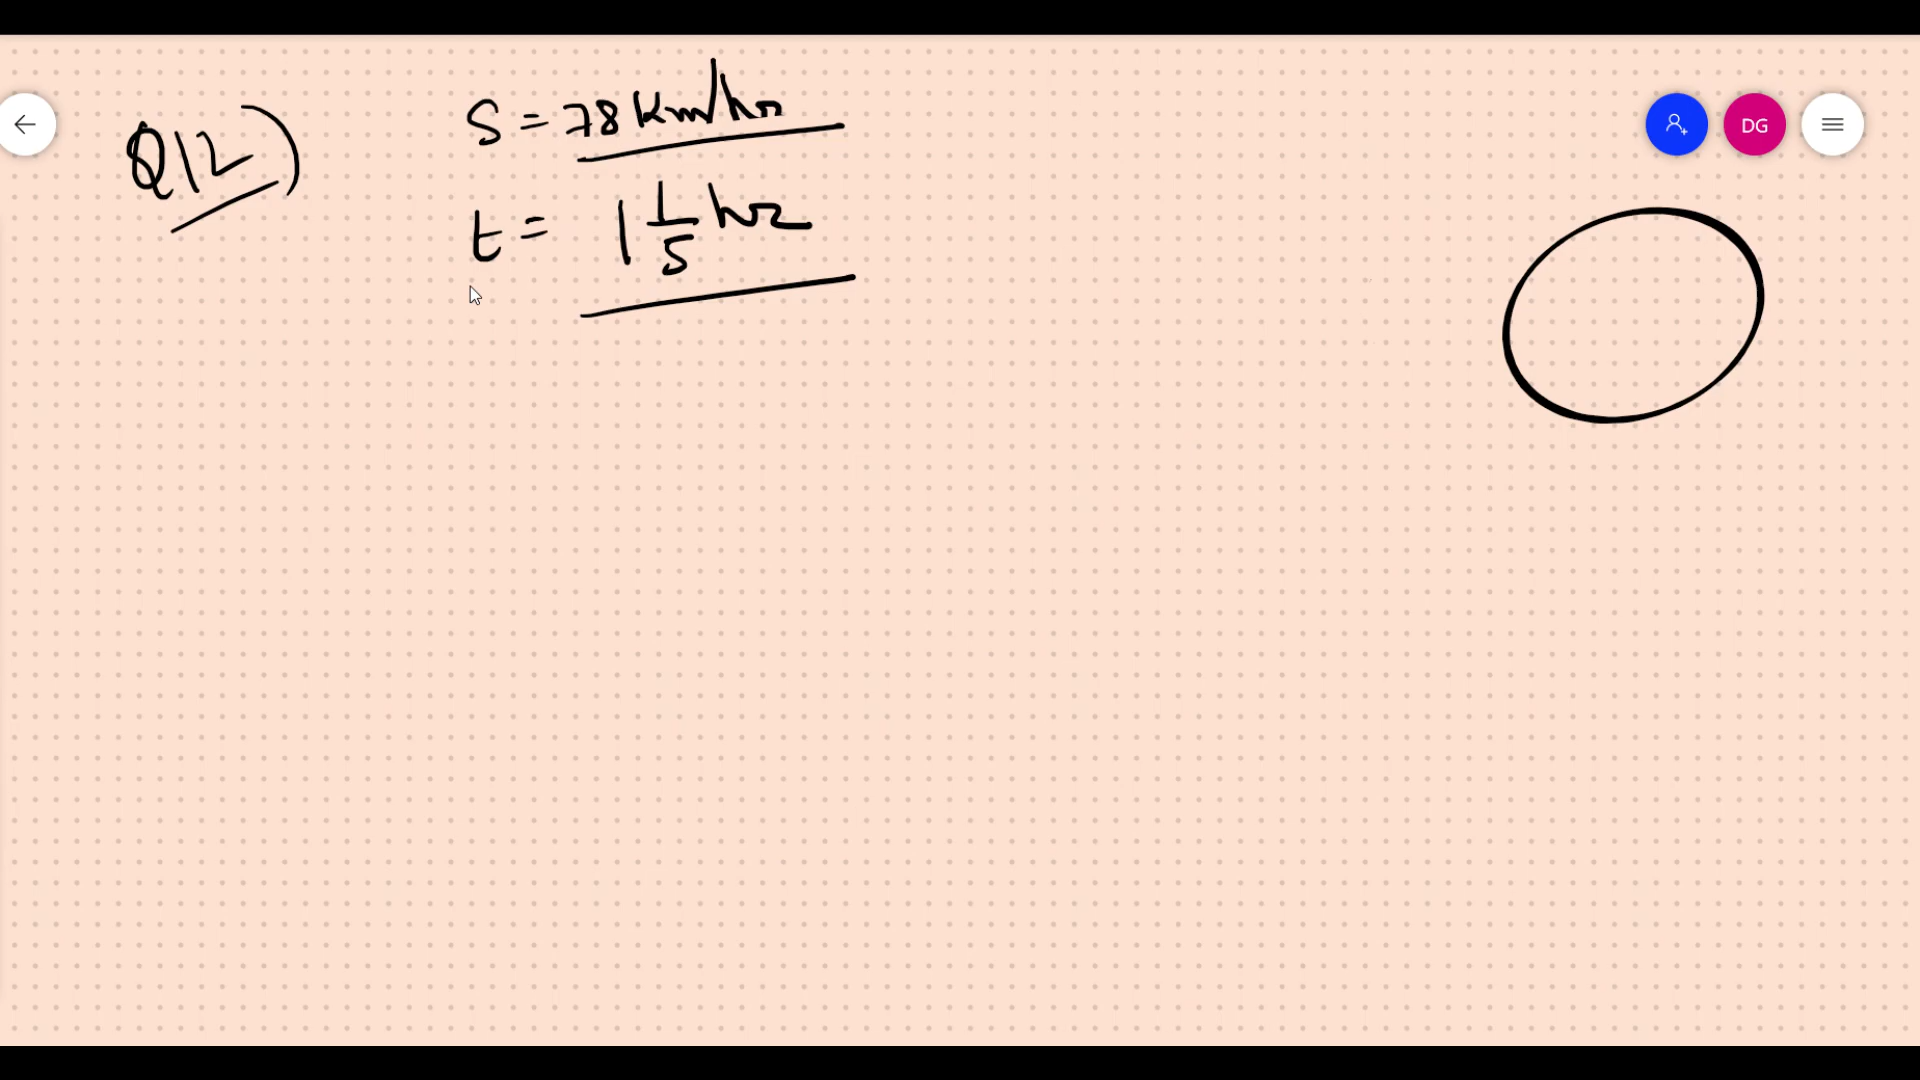 Q12)
S = 78 Km/hr
t = 1 1/5 hr
DG